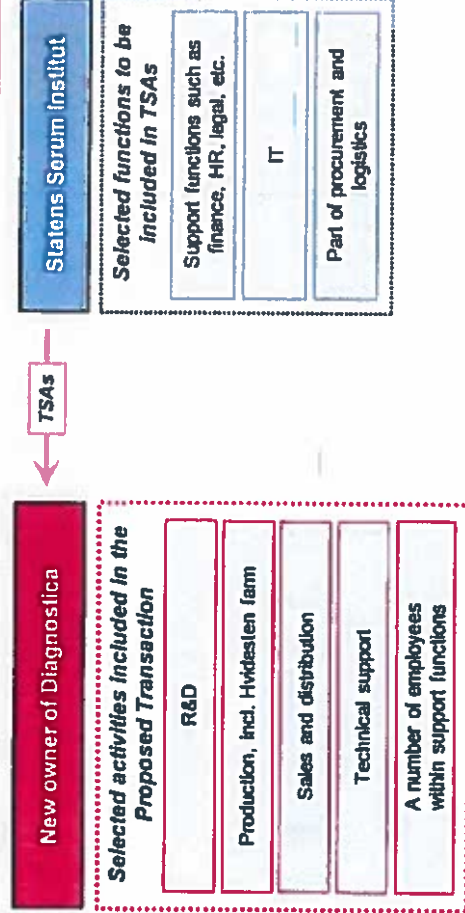 New owner of Diagnostica
TSAs
Statens Serum Institut
Selected activities included in the
Proposed Transaction
R&D
Production, incl. Hvidesten farm
Sales and distribution
Technical support
A number of employees
within support functions
Selected functions to be
included in TSAs
Support functions such as
finance, HR, legal, etc.
IT
Part of procurement and
logistics